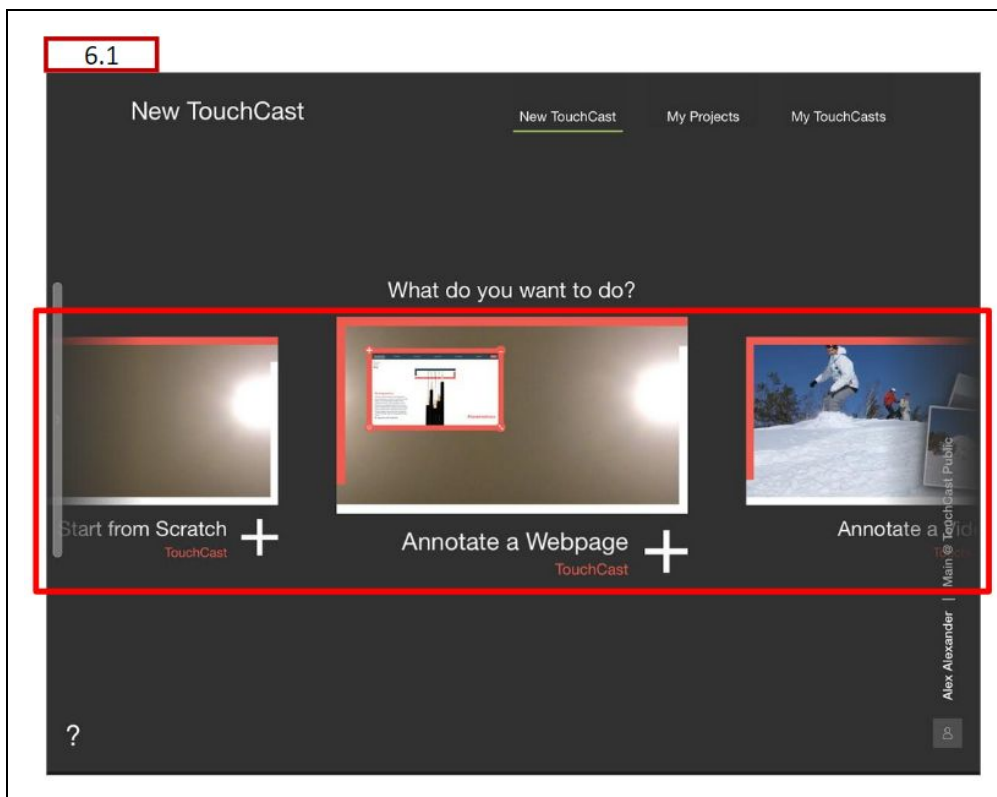 6.1
New TouchCast
New TouchCast My Projects My TouchCasts
What do you want to do?
Start from Scratch
TouchCast
Annotate a Webpage
TouchCast
Annotate a
Alex Alexander | Main @ TouchCast Public
?